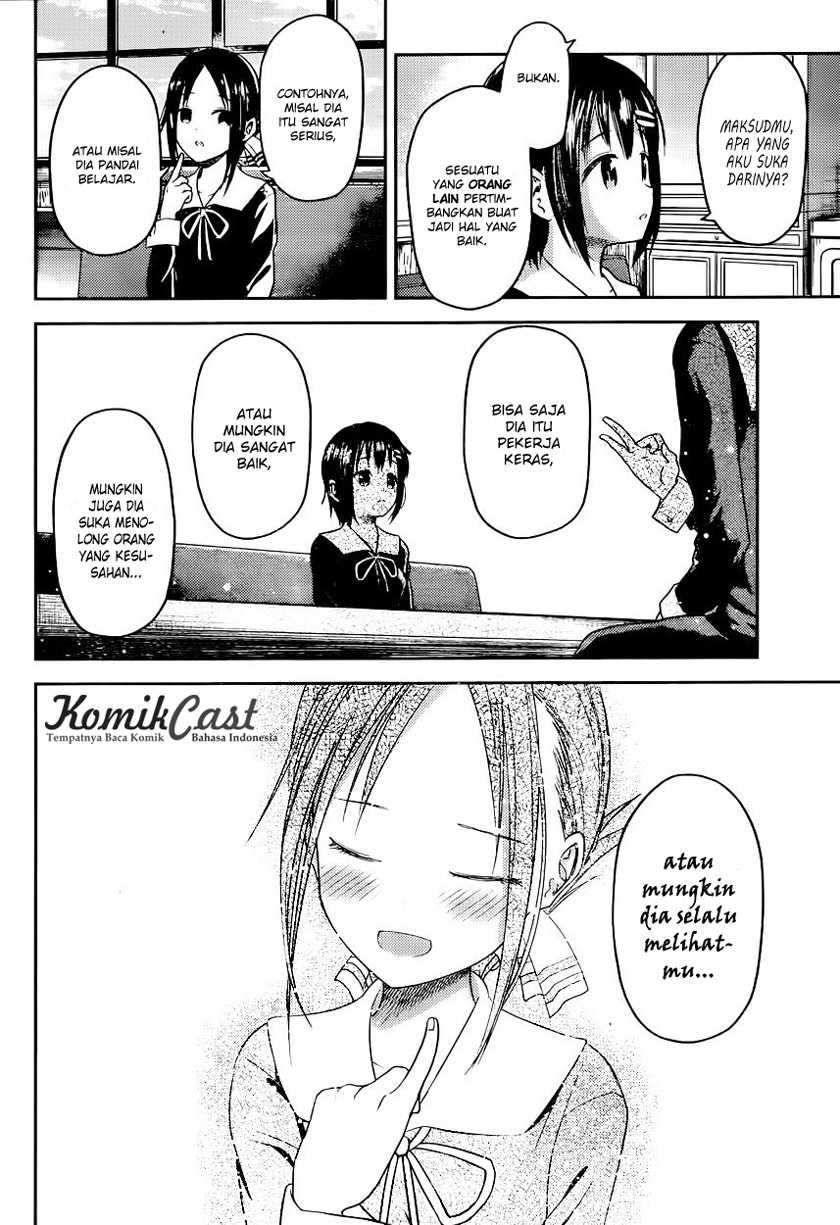 MAKSUDMU,
APA YANG
AKU SUKA
DARINYA?
BUKAN.
SESUATU
YANG ORANG
LAIN PERTIM-
BANGKAN BUAT
JADI HAL YANG
BAIK.
CONTOHNYA,
MISAL DIA
ITU SANGAT
SERIUS,
ATAU MISAL
DIA PANDAI
BELAJAR.
BISA SAJA
DIA ITU
PEKERJA
KERAS,
ATAU
MUNGKIN
DIA SANGAT
BAIK,
MUNGKIN
JUGA DIA
SUKA MENO-
LONG ORANG
YANG KESU-
SAHAN...
KomikCast
Tempatnya Baca Komik Bahasa Indonesia
atau
mungkin
dia selalu
melihat-
mu...